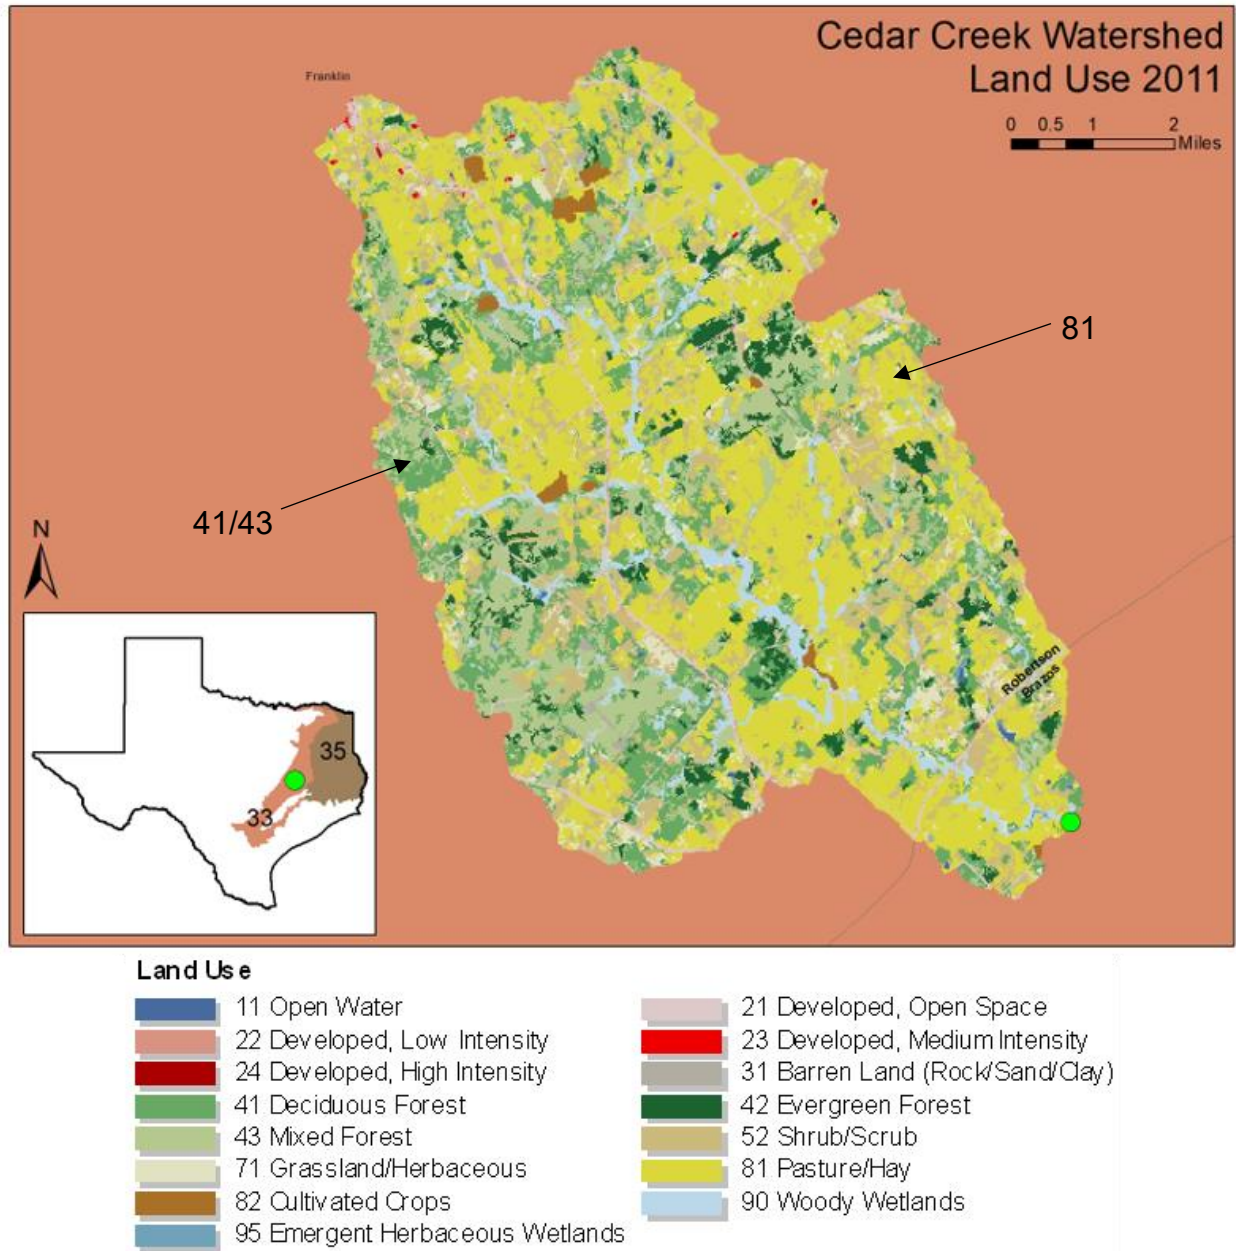 Cedar Creek Watershed
Land Use 2011
Franklin
0 0.5 1 2
Miles
81
41/43
N
Robertson
Brazos
35
33
Land Use
11 Open Water
21 Developed, Open Space
22 Developed, Low Intensity
23 Developed, Medium Intensity
24 Developed, High Intensity
31 Barren Land (Rock/Sand/Clay)
41 Deciduous Forest
42 Evergreen Forest
43 Mixed Forest
52 Shrub/Scrub
71 Grassland/Herbaceous
81 Pasture/Hay
82 Cultivated Crops
90 Woody Wetlands
95 Emergent Herbaceous Wetlands